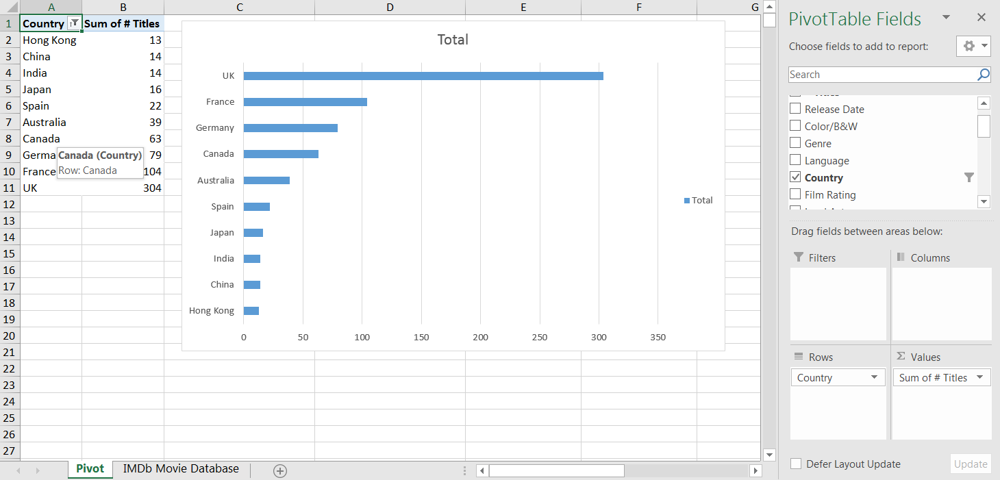 A B C D E F G
1 Country Sum of # Titles
2 Hong Kong 13
3 China 14
4 India 14
5 Japan 16
6 Spain 22
7 Australia 39
8 Canada 63
9 Germa 79
10 France 104
11 UK 304
12
13
14
15
16
17
18
19
20
21
22
23
24
25
26
27
Canada (Country)
Row: Canada
Total
UK
France
Germany
Canada
Australia
Spain
Japan
India
China
Hong Kong
0 50 100 150 200 250 300 350
Total
Pivot IMDb Movie Database
PivotTable Fields
Choose fields to add to report:
Search
Release Date
Color/B&W
Genre
Language
Country
Film Rating
Drag fields between areas below:
Filters
Columns
Rows
Σ Values
Country
Sum of # Titles
Defer Layout Update
Update